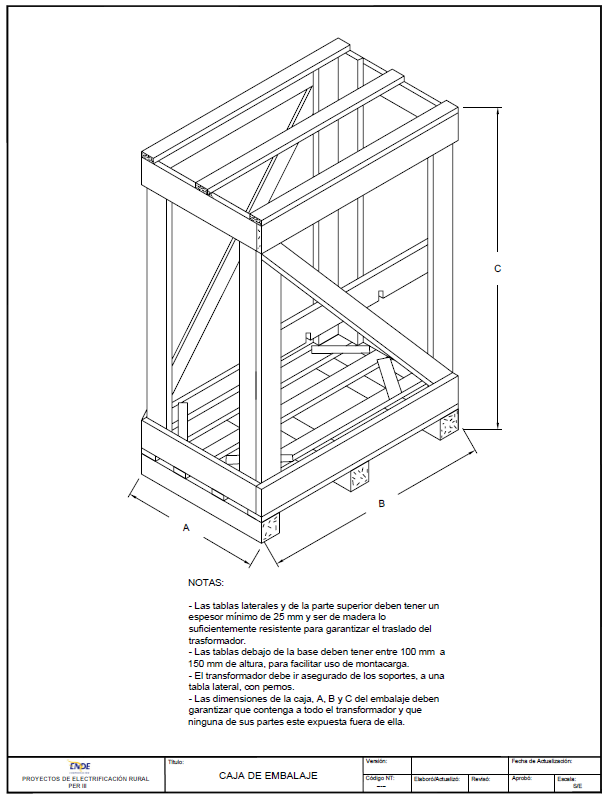 C
B
A
NOTAS:
- Las tablas laterales y de la parte superior deben tener un
espesor mínimo de 25 mm y ser de madera lo
suficientemente resistente para garantizar el traslado del
trasformador.
- Las tablas debajo de la base deben tener entre 100 mm a
150 mm de altura, para facilitar uso de montacarga.
- El transformador debe ir asegurado de los soportes, a una
tabla lateral, con pernos.
- Las dimensiones de la caja, A, B y C del embalaje deben
garantizar que contenga a todo el transformador y que
ninguna de sus partes este expuesta fuera de ella.
ENDE
PROYECTOS DE ELECTRIFICACIÓN RURAL
PER III
Título:
CAJA DE EMBALAJE
Versión:
Fecha de Actualización:
Código NT:
----
Elaboró/Actualizó:
Revisó:
Aprobó:
Escala:
S/E